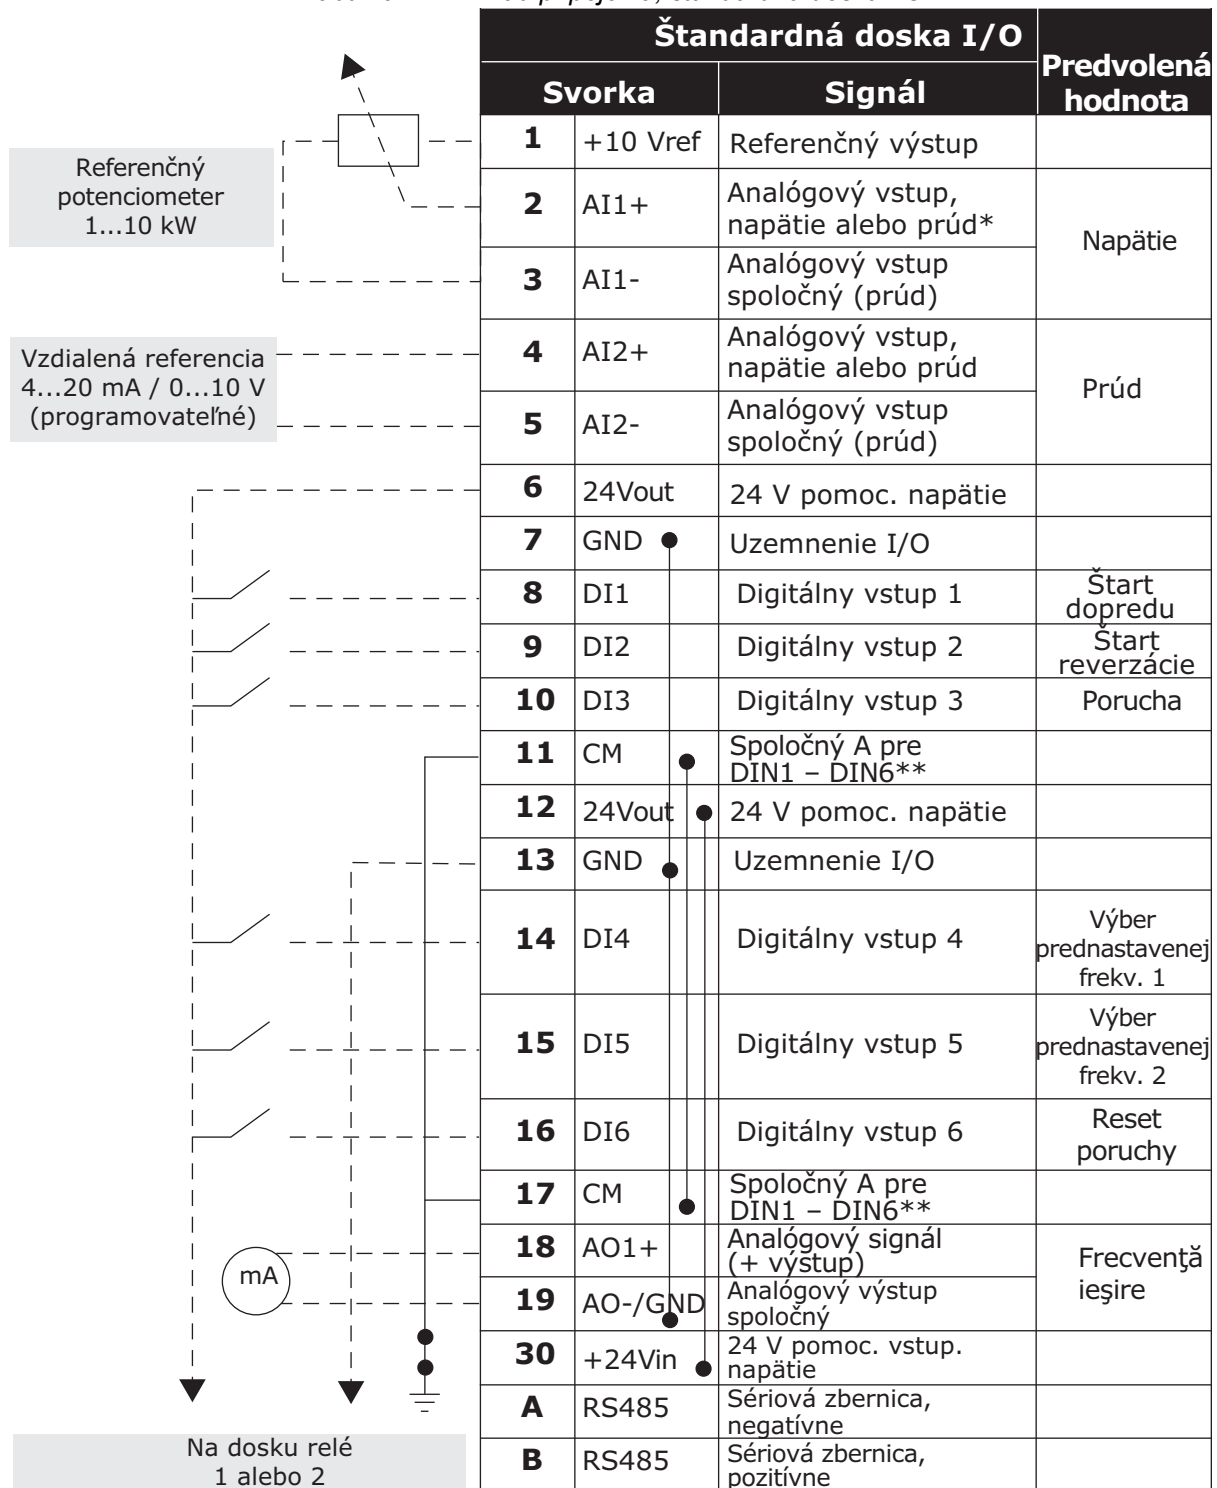 Štandardná doska I/O
Predvolená
hodnota
Svorka
Signál
Referenčný
potenciometer
1...10 kW
1
+10 Vref
Referenčný výstup
2
AI1+
Analógový vstup,
napätie alebo prúd*
Napätie
3
AI1-
Analógový vstup
spoločný (prúd)
Vzdialená referencia
4...20 mA / 0...10 V
(programovateľné)
4
AI2+
Analógový vstup,
napätie alebo prúd
Prúd
5
AI2-
Analógový vstup
spoločný (prúd)
6
24Vout
24 V pomoc. napätie
7
GND
Uzemnenie I/O
8
DI1
Digitálny vstup 1
Štart
dopredu
9
DI2
Digitálny vstup 2
Štart
reverzácie
10
DI3
Digitálny vstup 3
Porucha
11
CM
Spoločný A pre
DIN1 – DIN6**
12
24Vout
24 V pomoc. napätie
13
GND
Uzemnenie I/O
14
DI4
Digitálny vstup 4
Výber
prednastavenej
frekv. 1
15
DI5
Digitálny vstup 5
Výber
prednastavenej
frekv. 2
16
DI6
Digitálny vstup 6
Reset
poruchy
17
CM
Spoločný A pre
DIN1 – DIN6**
mA
18
AO1+
Analógový signál
(+ výstup)
Frecvenţă
ieşire
19
AO-/GND
Analógový výstup
spoločný
30
+24Vin
24 V pomoc. vstup.
napätie
A
RS485
Sériová zbernica,
negatívne
B
RS485
Sériová zbernica,
pozitívne
Na dosku relé
1 alebo 2